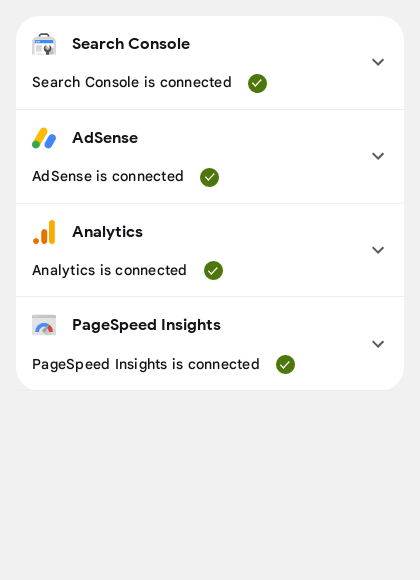 Search Console
Search Console is connected
AdSense
AdSense is connected
Analytics
Analytics is connected
PageSpeed Insights
PageSpeed Insights is connected